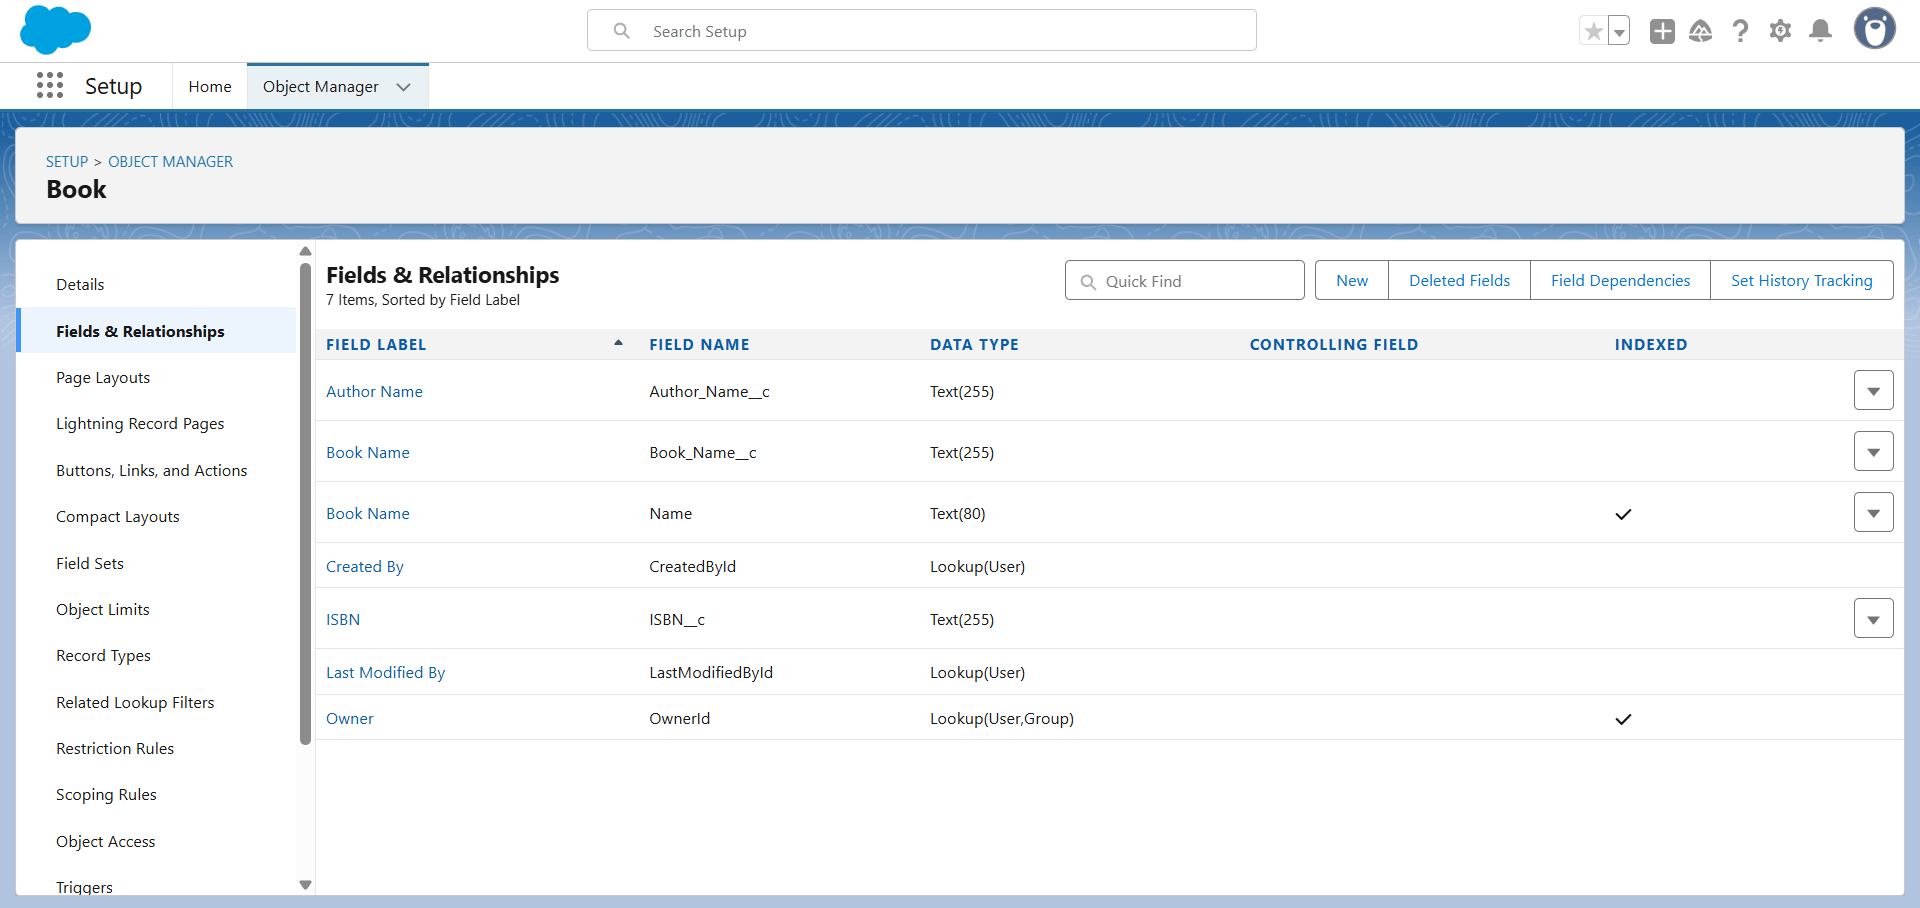 Search Setup
Setup
Home
Object Manager
SETUP > OBJECT MANAGER
Book
Details
Fields & Relationships
Page Layouts
Lightning Record Pages
Buttons, Links, and Actions
Compact Layouts
Field Sets
Object Limits
Record Types
Related Lookup Filters
Restriction Rules
Scoping Rules
Object Access
Triggers
Fields & Relationships
7 Items, Sorted by Field Label
Quick Find
New
Deleted Fields
Field Dependencies
Set History Tracking
FIELD LABEL FIELD NAME DATA TYPE CONTROLLING FIELD INDEXED
Author Name Author_Name__c Text(255)
Book Name Book_Name__c Text(255)
Book Name Name Text(80)
Created By CreatedById Lookup(User)
ISBN ISBN__c Text(255)
Last Modified By LastModifiedById Lookup(User)
Owner OwnerId Lookup(User,Group)